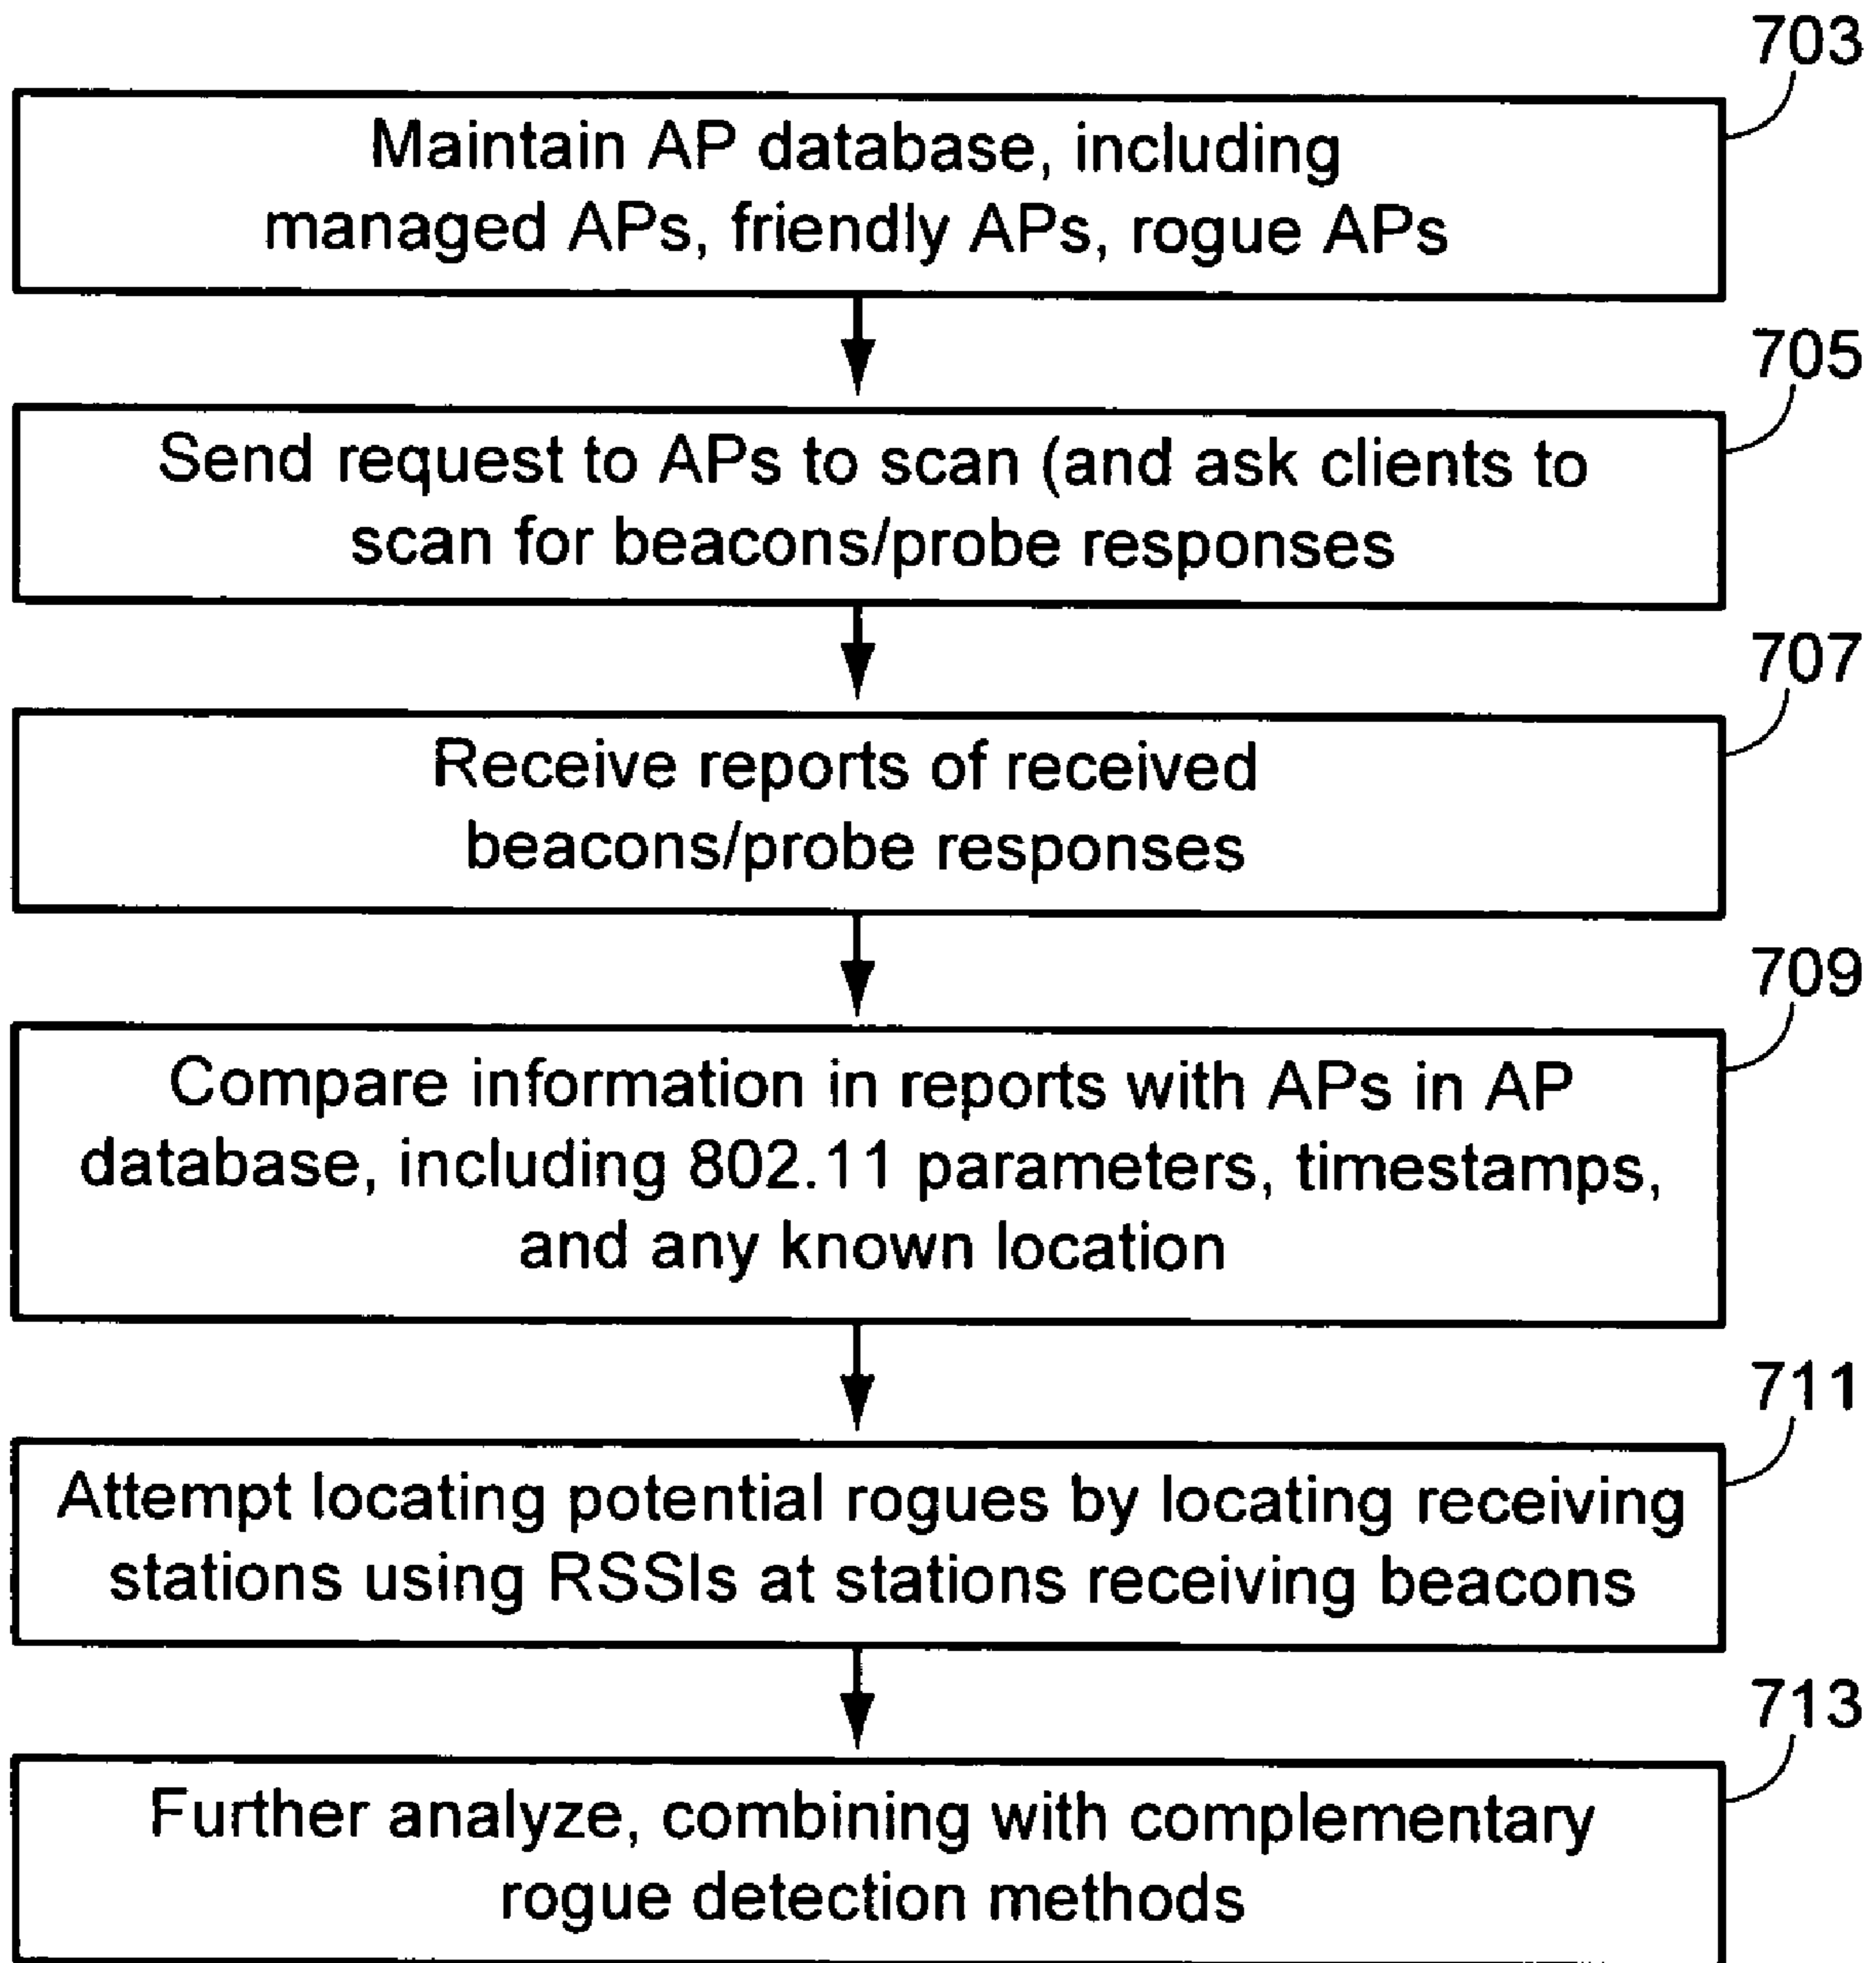 703
Maintain AP database, including
managed APs, friendly APs, rogue APs
705
Send request to APs to scan (and ask clients to
scan for beacons/probe responses
707
Receive reports of received
beacons/probe responses
709
Compare information in reports with APs in AP
database, including 802.11 parameters, timestamps,
and any known location
711
Attempt locating potential rogues by locating receiving
stations using RSSIs at stations receiving beacons
713
Further analyze, combining with complementary
rogue detection methods